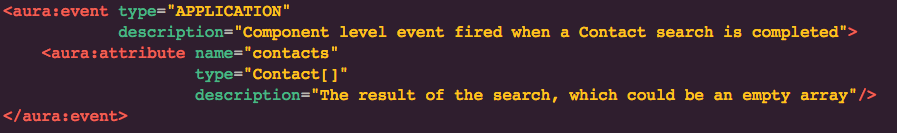 <aura:event type="APPLICATION"
description="Component level event fired when a Contact search is completed">
<aura:attribute name="contacts"
type="Contact[]"
description="The result of the search, which could be an empty array"/>
</aura:event>